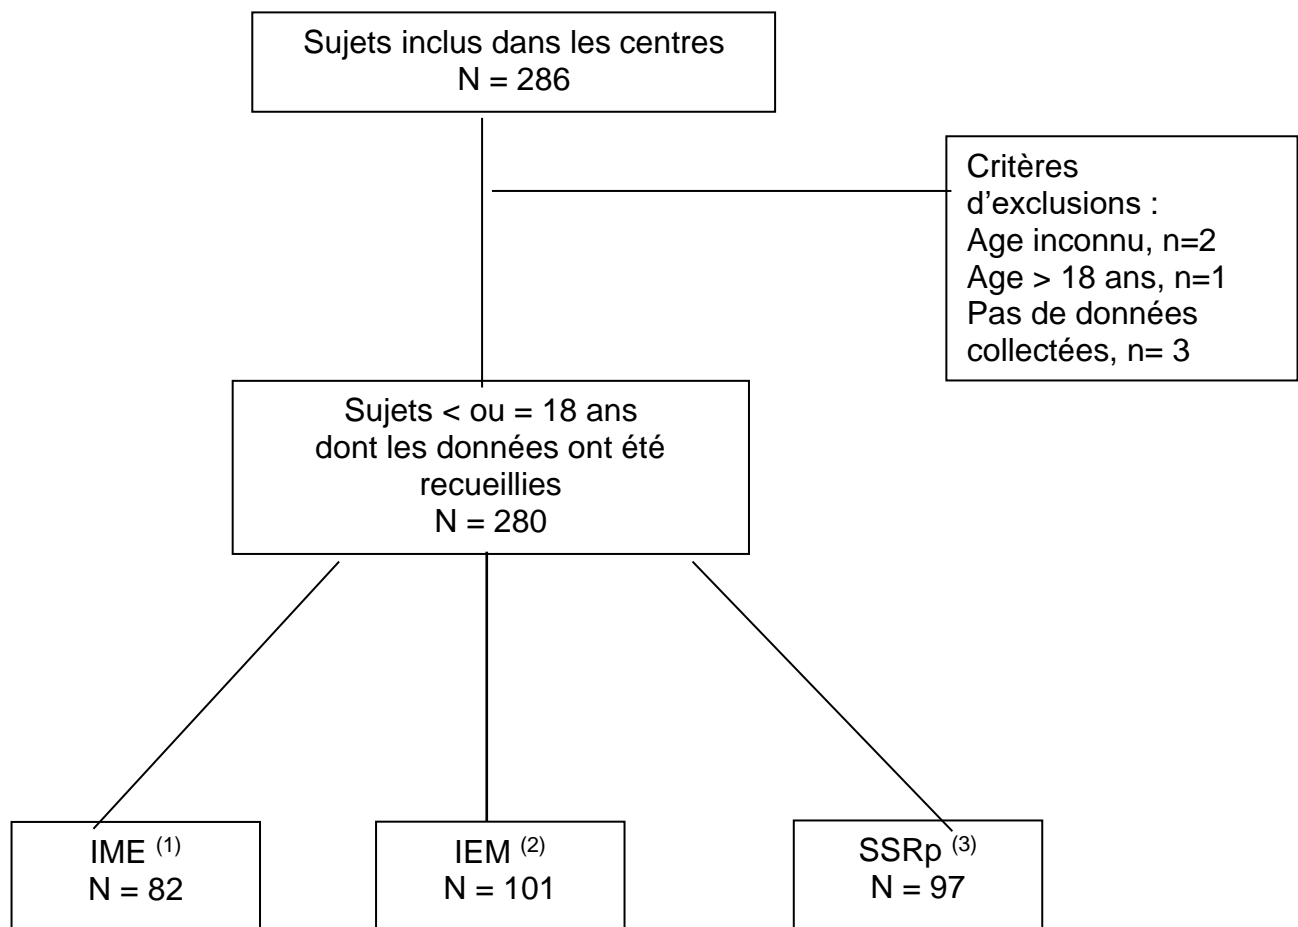 Sujets inclus dans les centres
N = 286
Critères
d’exclusions :
Age inconnu, n=2
Age > 18 ans, n=1
Pas de données
collectées, n= 3
Sujets < ou = 18 ans
dont les données ont été
recueillies
N = 280
IME (1)
N = 82
IEM (2)
N = 101
SSRp (3)
N = 97